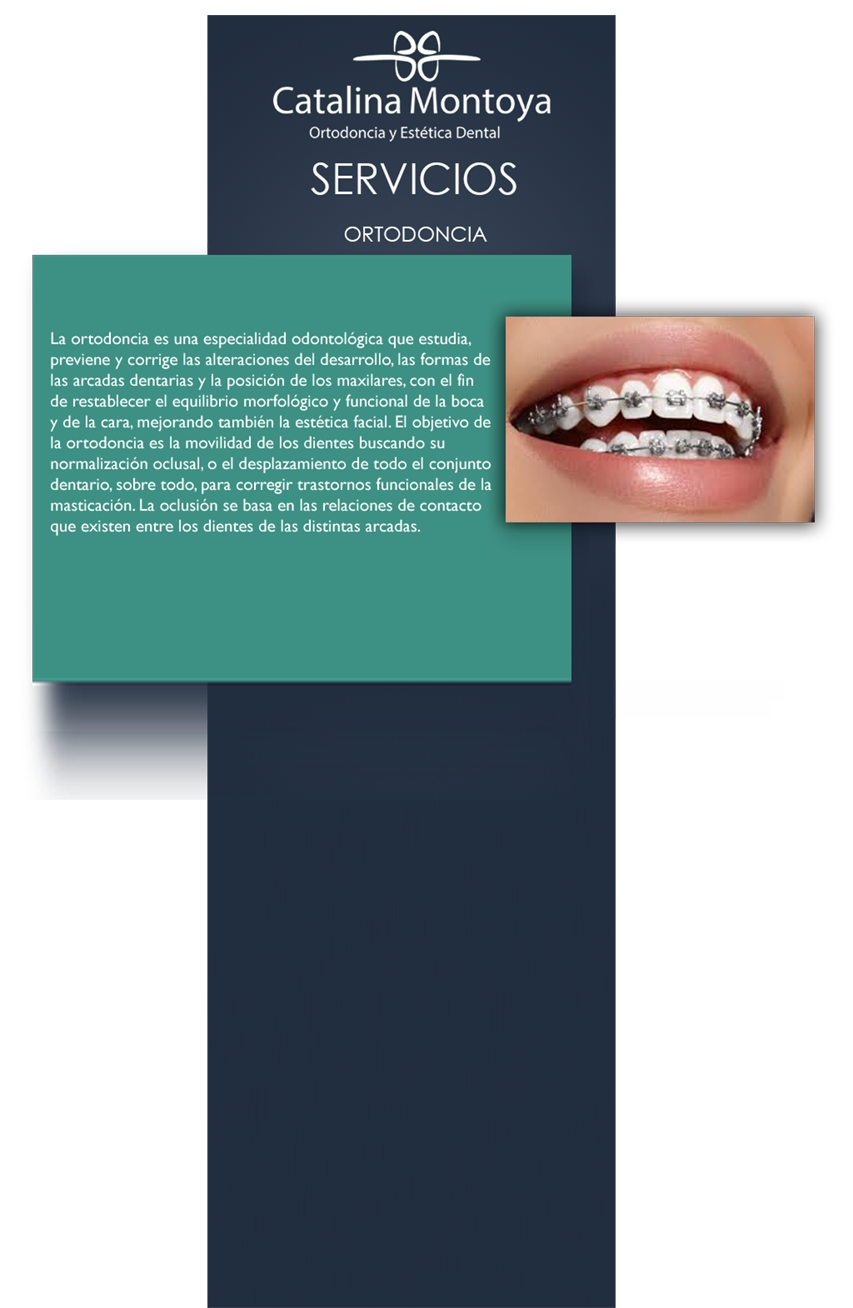 Catalina Montoya
Ortodoncia y Estética Dental
SERVICIOS
ORTODONCIA
La ortodoncia es una especialidad odontológica que estudia,
previene y corrige las alteraciones del desarrollo, las formas de
las arcadas dentarias y la posición de los maxilares, con el fin
de restablecer el equilibrio morfológico y funcional de la boca
y de la cara, mejorando también la estética facial. El objetivo de
la ortodoncia es la movilidad de los dientes buscando su
normalización oclusal, o el desplazamiento de todo el conjunto
dentario, sobre todo, para corregir trastornos funcionales de la
masticación. La oclusión se basa en las relaciones de contacto
que existen entre los dientes de las distintas arcadas.